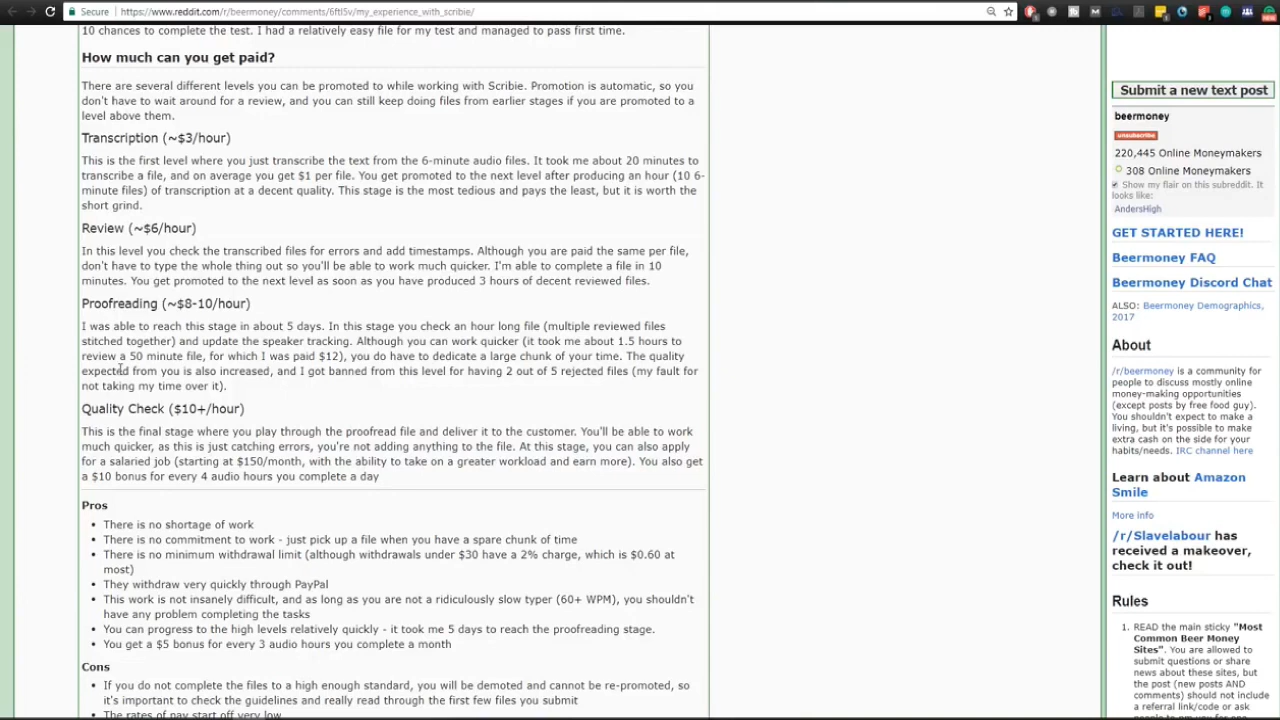 Secure
https://www.reddit.com/r/beermoney/comments/6ftl5v/my_experience_with_scribie/
10 chances to complete the test. I had a relatively easy file for my test and managed to pass first time.
How much can you get paid?
There are several different levels you can be promoted to while working with Scribie. Promotion is automatic, so you
don't have to wait around for a review, and you can still keep doing files from earlier stages if you are promoted to a
level above them.
Transcription (~$3/hour)
This is the first level where you just transcribe the text from the 6-minute audio files. It took me about 20 minutes to
transcribe a file, and on average you get $1 per file. You get promoted to the next level after producing an hour (10 6-
minute files) of transcription at a decent quality. This stage is the most tedious and pays the least, but it is worth the
short grind.
Review (~$6/hour)
In this level you check the transcribed files for errors and add timestamps. Although you are paid the same per file,
don't have to type the whole thing out so you'll be able to work much quicker. I'm able to complete a file in 10
minutes. You get promoted to the next level as soon as you have produced 3 hours of decent reviewed files.
Proofreading (~$8-10/hour)
I was able to reach this stage in about 5 days. In this stage you check an hour long file (multiple reviewed files
stitched together) and update the speaker tracking. Although you can work quicker (it took me about 1.5 hours to
review a 50 minute file, for which I was paid $12), you do have to dedicate a large chunk of your time. The quality
expected from you is also increased, and I got banned from this level for having 2 out of 5 rejected files (my fault for
not taking my time over it).
Quality Check ($10+/hour)
This is the final stage where you play through the proofread file and deliver it to the customer. You'll be able to work
much quicker, as this is just catching errors, you're not adding anything to the file. At this stage, you can also apply
for a salaried job (starting at $150/month, with the ability to take on a greater workload and earn more). You also get
a $10 bonus for every 4 audio hours you complete a day
Pros
There is no shortage of work
There is no commitment to work - just pick up a file when you have a spare chunk of time
There is no minimum withdrawal limit (although withdrawals under $30 have a 2% charge, which is $0.60 at
most)
They withdraw very quickly through PayPal
This work is not insanely difficult, and as long as you are not a ridiculously slow typer (60+ WPM), you shouldn't
have any problem completing the tasks
You can progress to the high levels relatively quickly - it took me 5 days to reach the proofreading stage.
You get a $5 bonus for every 3 audio hours you complete a month
Cons
If you do not complete the files to a high enough standard, you will be demoted and cannot be re-promoted, so
it's important to check the guidelines and really read through the first few files you submit
The rates of pay start off very low
Submit a new text post
beermoney
unsubscribe
220,445 Online Moneymakers
308 Online Moneymakers
Show my flair on this subreddit. It
looks like:
AndersHigh
GET STARTED HERE!
Beermoney FAQ
Beermoney Discord Chat
ALSO: Beermoney Demographics,
2017
About
/r/beermoney is a community for
people to discuss mostly online
money-making opportunities
(except posts by free food guy).
You shouldn't expect to make a
living, but it's possible to make
extra cash on the side for your
habits/needs. IRC channel here
Learn about Amazon
Smile
More info
/r/Slavelabour has
received a makeover,
check it out!
Rules
1. READ the main sticky "Most
Common Beer Money
Sites". You are allowed to
submit questions or share
news about these sites, but
the post (new posts AND
comments) should not include
a referral link/code or ask